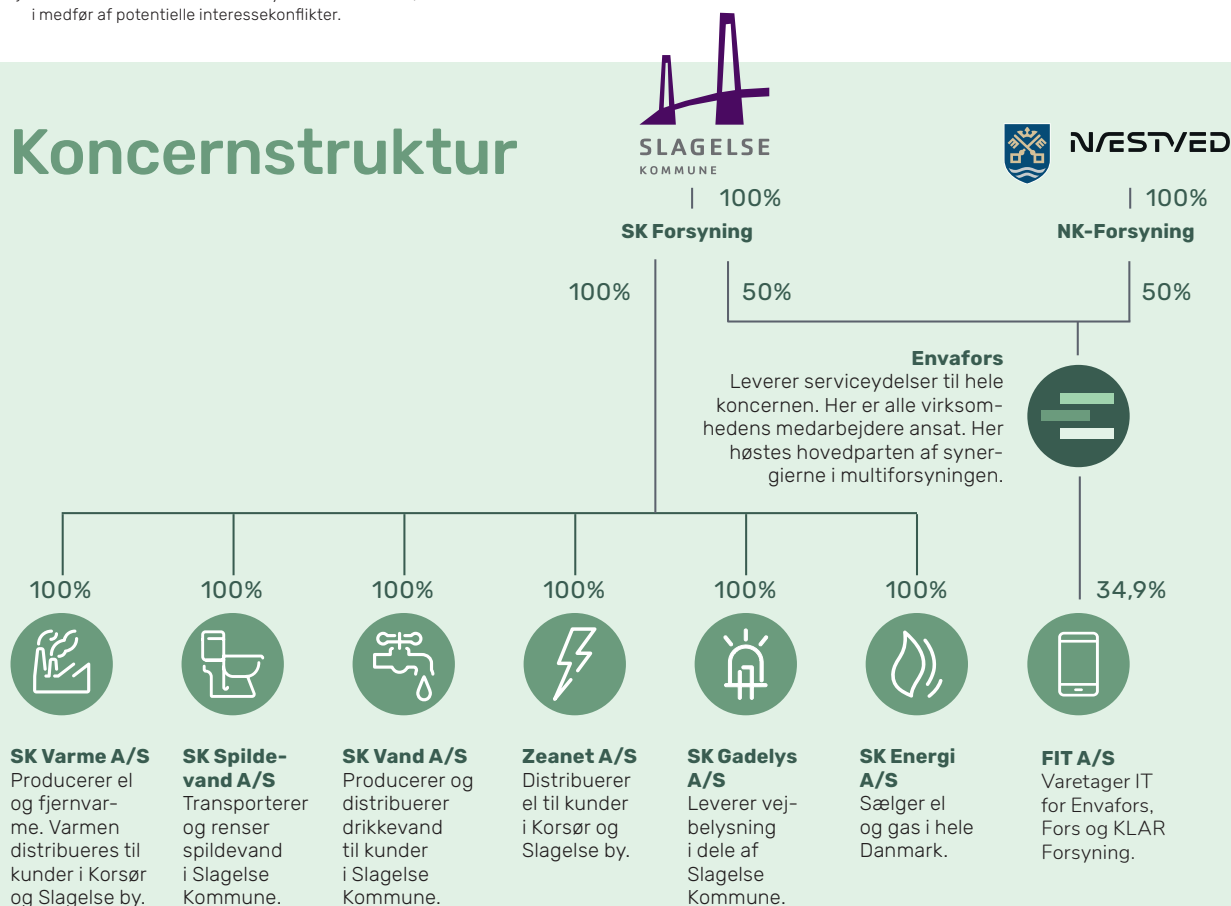 i medfør af potentielle interessekonflikter.
Koncernstruktur
SLAGELSE
KOMMUNE
NÆSTVED
100%
100%
SK Forsyning
NK-Forsyning
100%
50%
50%
Envafors
Leverer serviceydelser til hele
koncernen. Her er alle virksom-
hedens medarbejdere ansat. Her
høstes hovedparten af syner-
gierne i multiforsyningen.
100%
100%
100%
100%
100%
100%
34,9%
SK Varme A/S
Producerer el
og fjernvar-
me. Varmen
distribueres til
kunder i Korsør
og Slagelse by.
SK Spilde-
vand A/S
Transporterer
og renser
spildevand
i Slagelse
Kommune.
SK Vand A/S
Producerer og
distribuerer
drikkevand
til kunder
i Slagelse
Kommune.
Zeanet A/S
Distribuerer
el til kunder
i Korsør og
Slagelse by.
SK Gadelys
A/S
Leverer vej-
belysning
i dele af
Slagelse
Kommune.
SK Energi
A/S
Sælger el
og gas i hele
Danmark.
FIT A/S
Varetager IT
for Envafors,
Fors og KLAR
Forsyning.